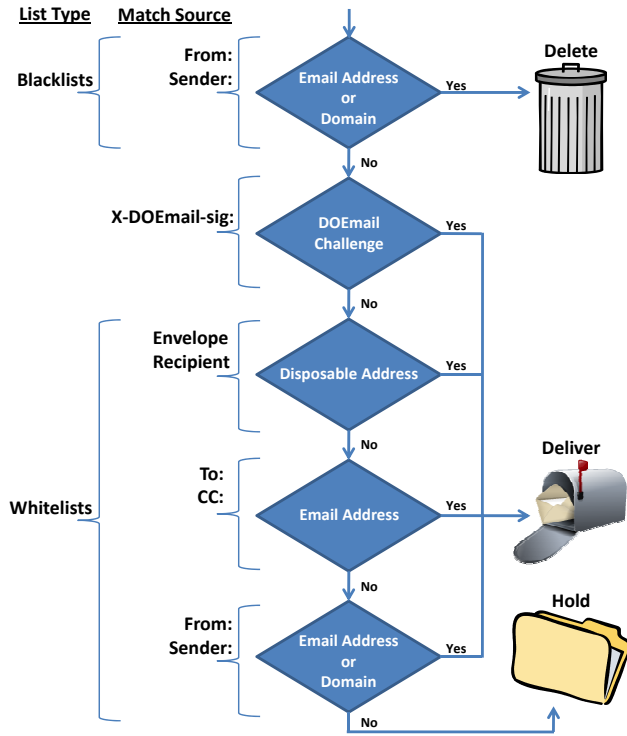 List Type
Match Source
Blacklists
From:
Sender:
Email Address
or
Domain
Yes
Delete
No
X-DOEmail-sig:
DOEmail
Challenge
Yes
No
Envelope
Recipient
Disposable Address
Yes
No
Whitelists
To:
CC:
Email Address
Yes
Deliver
No
From:
Sender:
Email Address
or
Domain
Yes
Hold
No